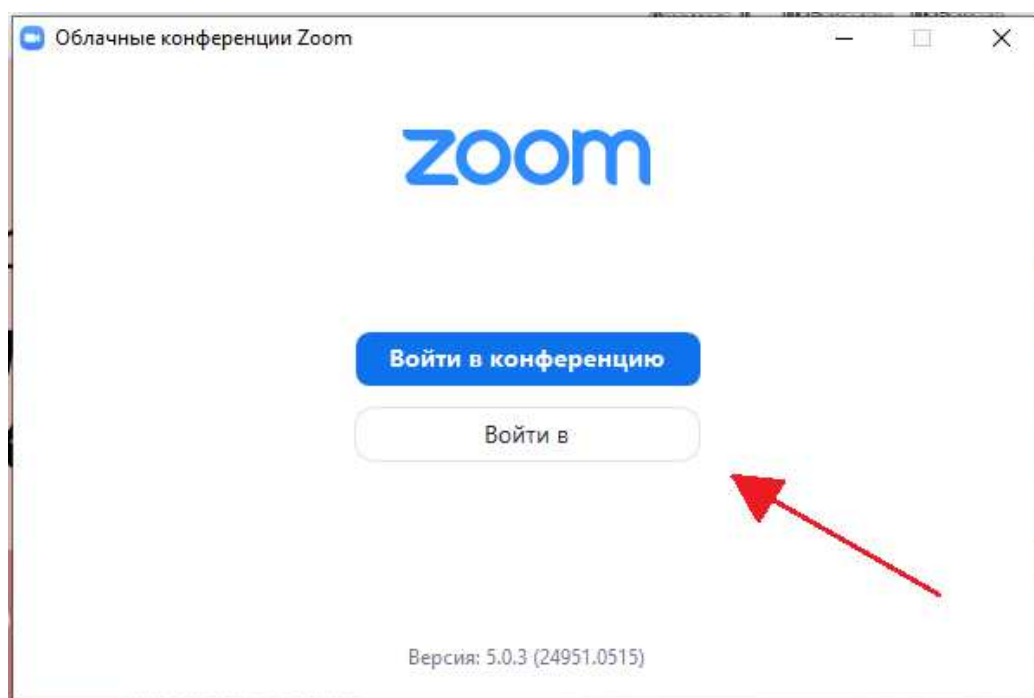 Облачные конференции Zoom
zoom
Войти в конференцию
Войти в
Версия: 5.0.3 (24951.0515)